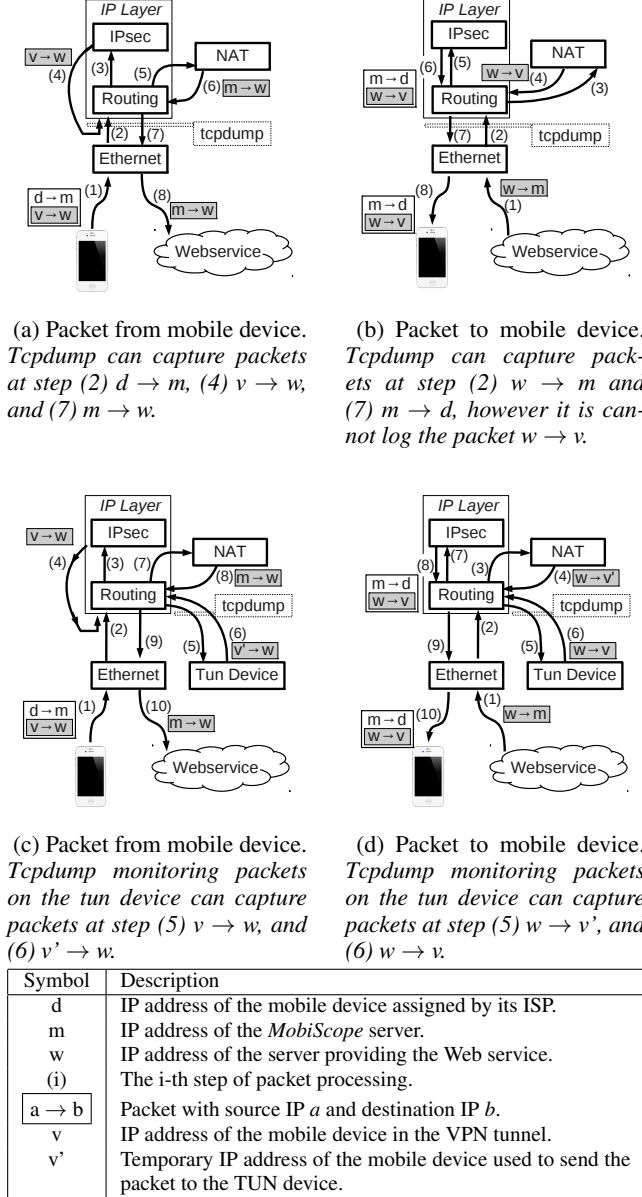 IP Layer
IPsec
NAT
v→w
(4)
(3)
(5)
(6)
m→w
Routing
(2)
(7)
tcpdump
Ethernet
(1)
(8)
d→m
v→w
m→w
Webservice
IP Layer
IPsec
NAT
(6)
(5)
w→v
(4)
(3)
m→d
w→v
Routing
(7)
(2)
tcpdump
Ethernet
(8)
w→m
(1)
m→d
w→v
Webservice
(a) Packet from mobile device.
Tcpdump can capture packets
at step (2) d → m, (4) v → w,
and (7) m → w.
(b) Packet to mobile device.
Tcpdump can capture pack-
ets at step (2) w → m and
(7) m → d, however it is can-
not log the packet w → v.
IP Layer
IPsec
NAT
v→w
(4)
(3)
(7)
(8)
m→w
Routing
tcpdump
(2)
(9)
(5)
(6)
v'→w
Ethernet
Tun Device
(1)
(10)
d→m
v→w
m→w
Webservice
IP Layer
IPsec
NAT
(8)
(7)
(3)
(4)
w→v'
m→d
w→v
Routing
tcpdump
(9)
(2)
(5)
(6)
w→v
Ethernet
Tun Device
(10)
(1)
w→m
m→d
w→v
Webservice
(c) Packet from mobile device.
Tcpdump monitoring packets
on the tun device can capture
packets at step (5) v → w, and
(6) v' → w.
(d) Packet to mobile device.
Tcpdump monitoring packets
on the tun device can capture
packets at step (5) w → v', and
(6) w → v.
Symbol Description
d IP address of the mobile device assigned by its ISP.
m IP address of the MobiScope server.
w IP address of the server providing the Web service.
(i) The i-th step of packet processing.
a → b Packet with source IP a and destination IP b.
v IP address of the mobile device in the VPN tunnel.
v' Temporary IP address of the mobile device used to send the
packet to the TUN device.